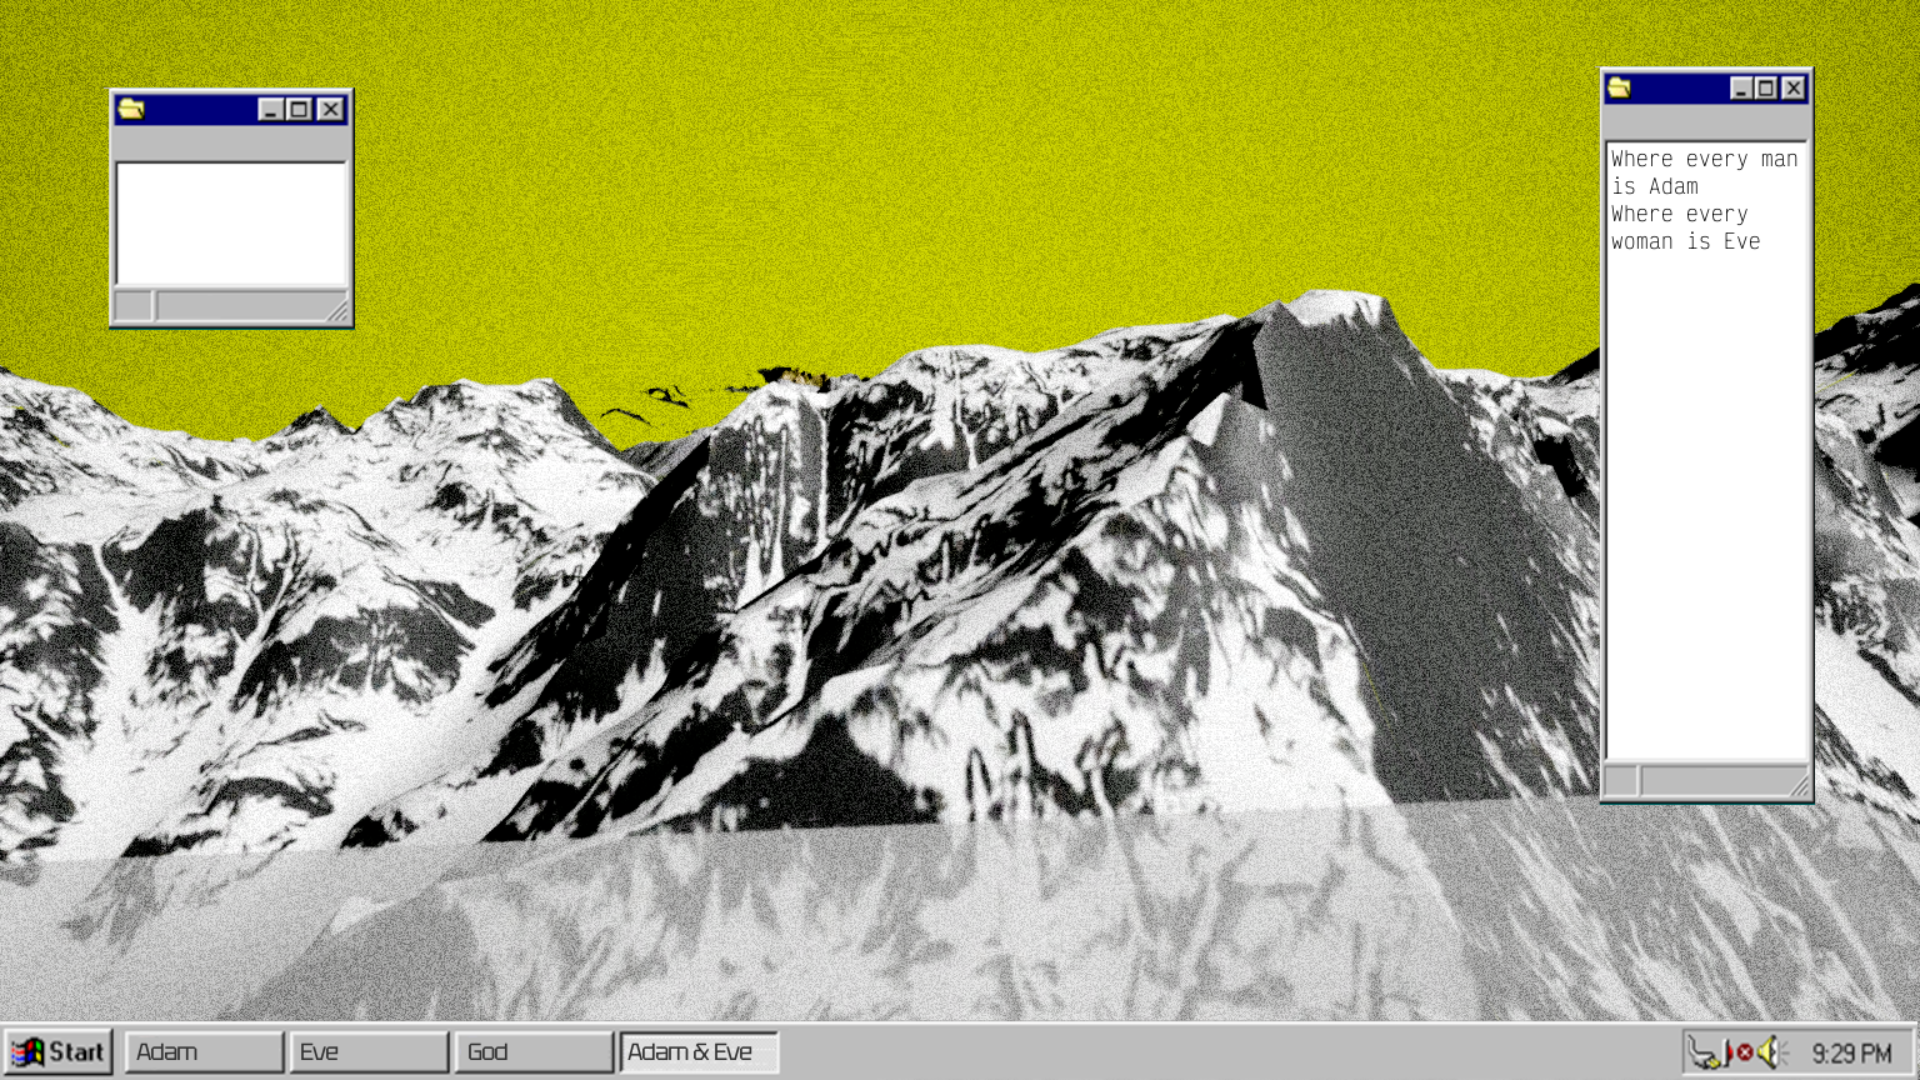 Where every man
is Adam
Where every
woman is Eve
Start
Adam
Eve
God
Adam & Eve
9:29 PM